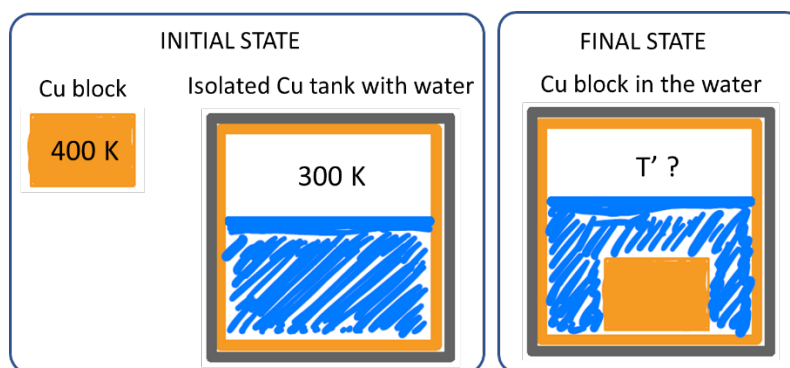 INITIAL STATE
Cu block
400 K
Isolated Cu tank with water
300 K
FINAL STATE
Cu block in the water
T' ?